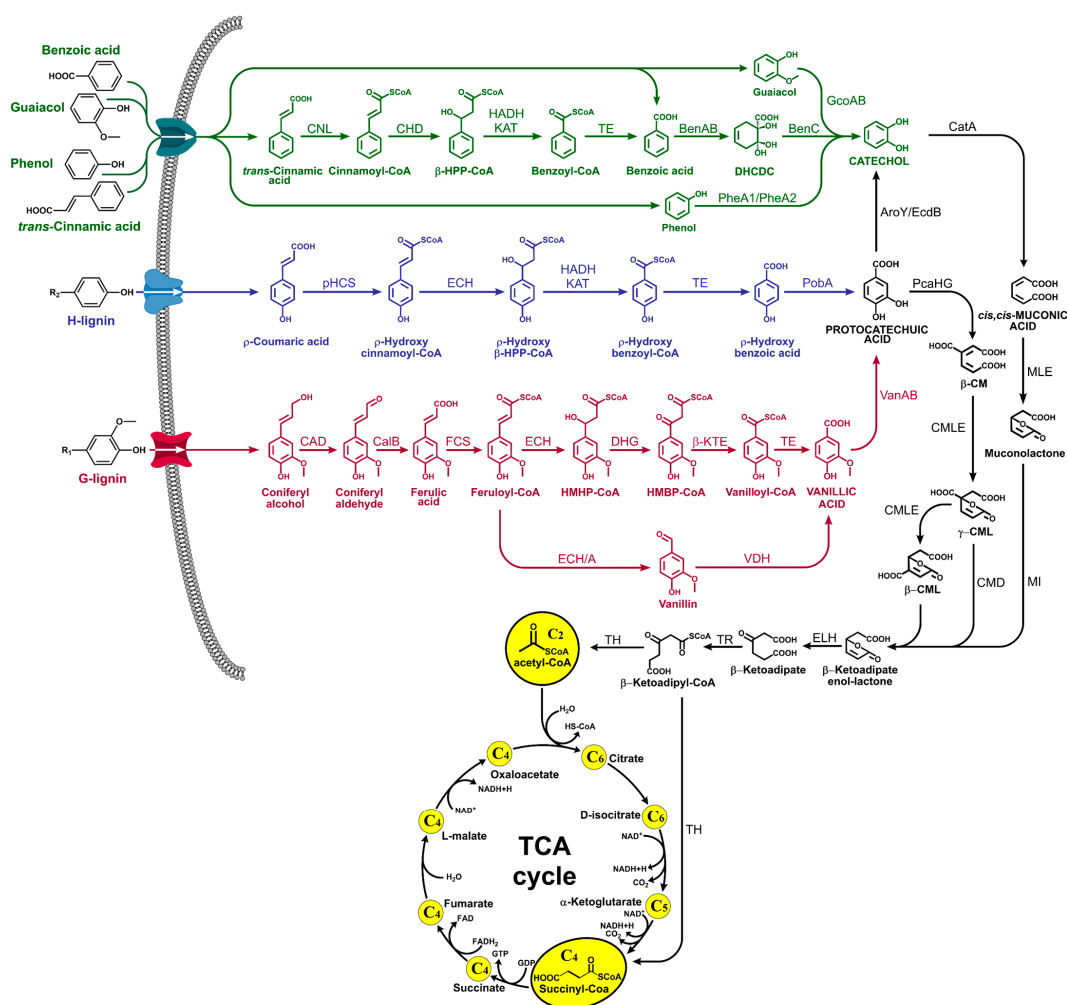 Benzoic acid
HOOC
Guaiacol
OH
O
Phenol
OH
HOOC
trans-Cinnamic acid
HOOC
CNL
trans-Cinnamic
acid
O
SCoA
CHD
Cinnamoyl-CoA
O
SCoA
HO
HADH
KAT
β-HPP-CoA
O
SCoA
TE
Benzoyl-CoA
COOH
BenAB
Benzoic acid
COOH
OH
OH
OH
BenC
DHCDC
OH
O
Guaiacol
GcoAB
OH
Phenol
PheA1/PheA2
OH
OH
CATECHOL
CatA
AroY/EcdB
R2
OH
H-lignin
COOH
OH
ρ-Coumaric acid
pHCS
O
SCoA
OH
ρ-Hydroxy
cinnamoyl-CoA
ECH
O
SCoA
HO
OH
ρ-Hydroxy
β-HPP-CoA
HADH
KAT
O
SCoA
OH
ρ-Hydroxy
benzoyl-CoA
TE
COOH
OH
ρ-Hydroxy
benzoic acid
PobA
COOH
OH
OH
PROTOCATECHUIC
ACID
PcaHG
COOH
COOH
cis,cis-MUCONIC
ACID
HOOC
COOH
COOH
β-CM
MLE
COOH
O
O
Muconolactone
CMLE
VanAB
R1
O
OH
G-lignin
OH
O
OH
Coniferyl
alcohol
CAD
O
O
OH
Coniferyl
aldehyde
CalB
COOH
O
OH
Ferulic
acid
FCS
O
SCoA
O
OH
Feruloyl-CoA
ECH
O
SCoA
HO
O
OH
HMHP-CoA
DHG
O
SCoA
O
O
OH
HMBP-CoA
β-KTE
O
SCoA
O
OH
Vanilloyl-CoA
TE
COOH
O
OH
VANILLIC
ACID
HOOC
COOH
O
O
γ–CML
CMLE
COOH
HOOC
O
O
β–CML
CMD
MI
ECH/A
O
O
OH
Vanillin
VDH
C2
O
SCoA
acetyl-CoA
TH
O
SCoA
O
COOH
β–Ketoadipyl-CoA
TR
O
COOH
COOH
β–Ketoadipate
ELH
COOH
O
O
β–Ketoadipate
enol-lactone
H2O
HS-CoA
C4
Oxaloacetate
C6
Citrate
NADH+H
NAD+
C4
L-malate
D-isocitrate
C6
NAD+
NADH+H
CO2
TH
TCA
cycle
H2O
C4
Fumarate
α-Ketoglutarate
C5
NAD+
NADH+H
CO2
FAD
FADH2
GTP
GDP
C4
Succinate
C4
O
HOOC
SCoA
Succinyl-Coa